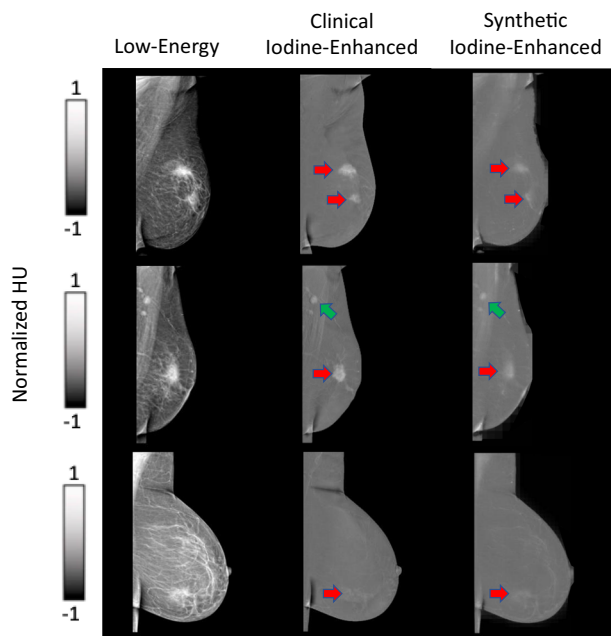 Low-Energy
Clinical
Iodine-Enhanced
Synthetic
Iodine-Enhanced
Normalized HU
1
-1
1
-1
1
-1